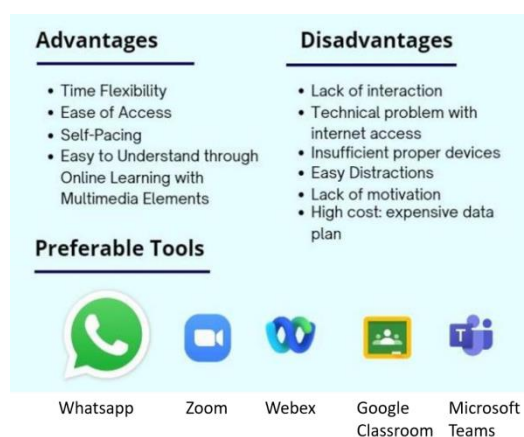 Advantages
• Time Flexibility
• Ease of Access
• Self-Pacing
• Easy to Understand through
Online Learning with
Multimedia Elements
Disadvantages
• Lack of interaction
• Technical problem with
internet access
• Insufficient proper devices
• Easy Distractions
• Lack of motivation
• High cost: expensive data
plan
Preferable Tools
T
Whatsapp
Zoom
Webex
Google
Classroom
Microsoft
Teams